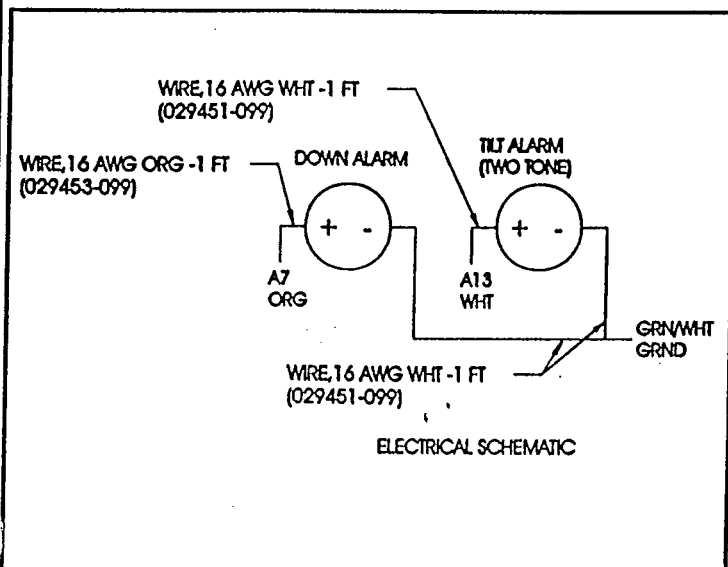 WIRE,16 AWG WHT -1 FT
(029451-099)
WIRE,16 AWG ORG -1 FT
(029453-099)
DOWN ALARM
TILT ALARM
(TWO TONE)
+ -
+ -
A7
ORG
A13
WHT
GRN/WHT
GRND
WIRE,16 AWG WHT -1 FT
(029451-099)
ELECTRICAL SCHEMATIC